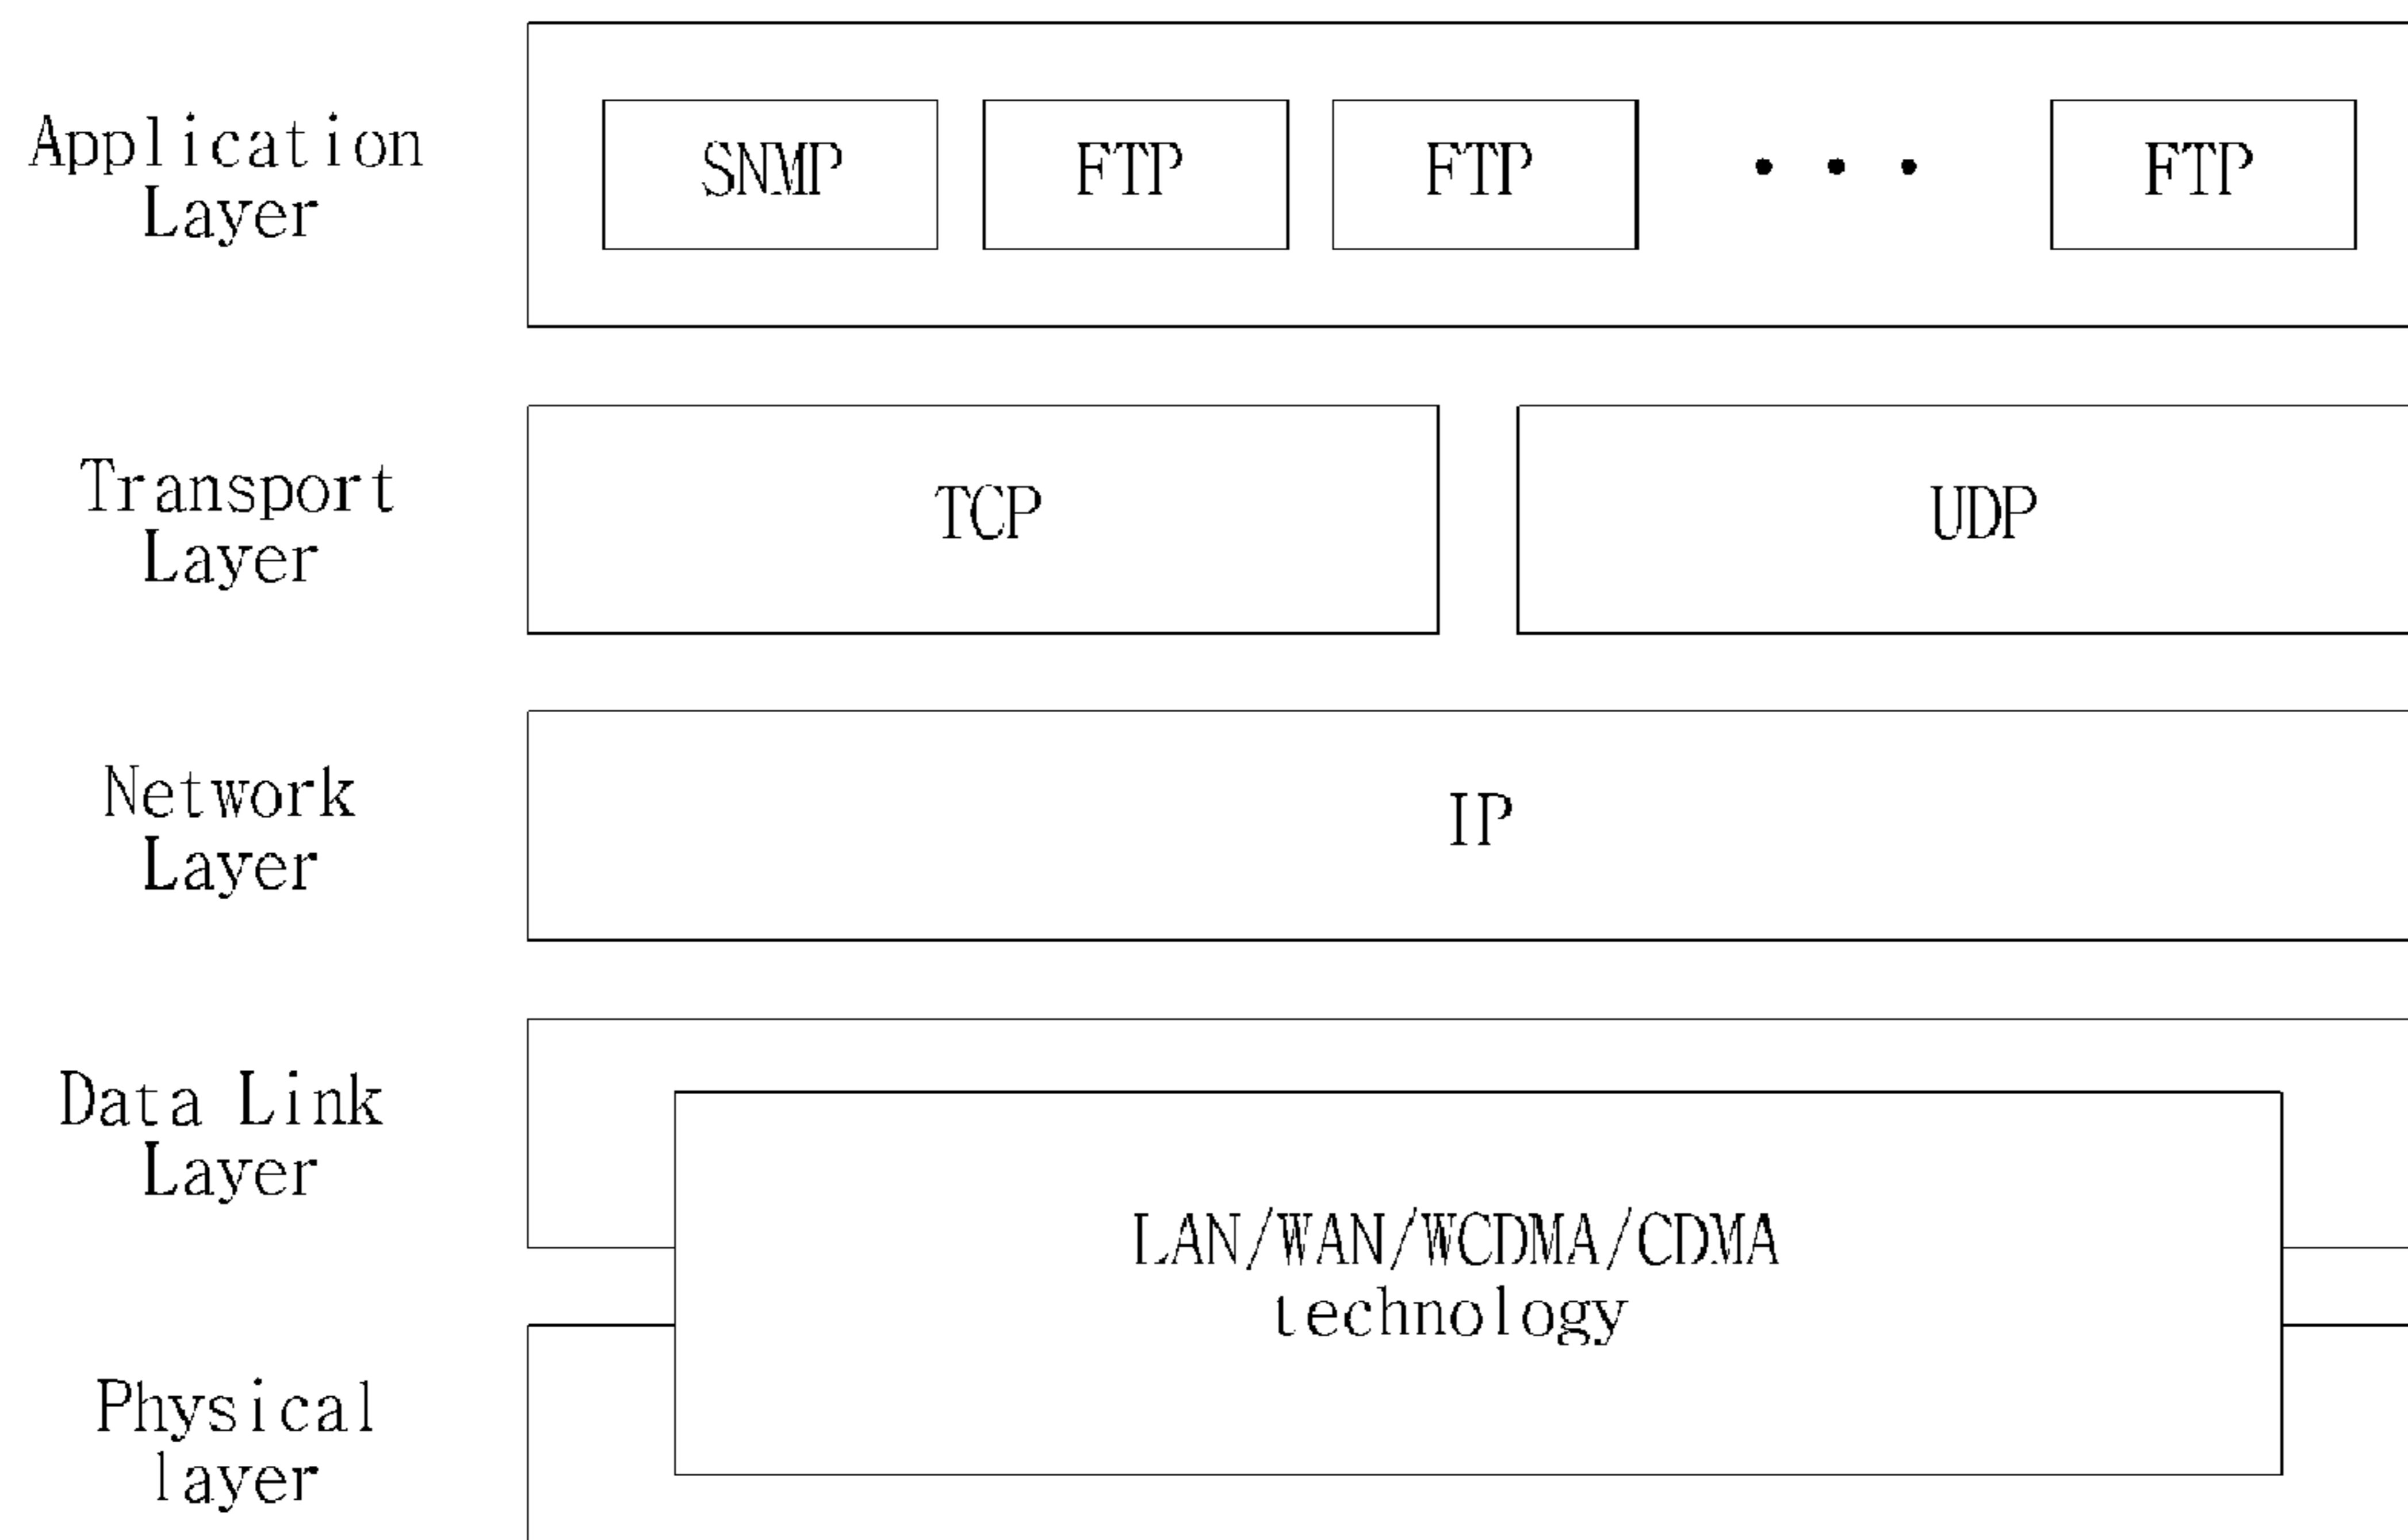 Application
Layer
SNMP FTP FTP • • • FTP
Transport
Layer
TCP UDP
Network
Layer
IP
Data Link
Layer
LAN/WAN/WCDMA/CDMA
technology
Physical
layer